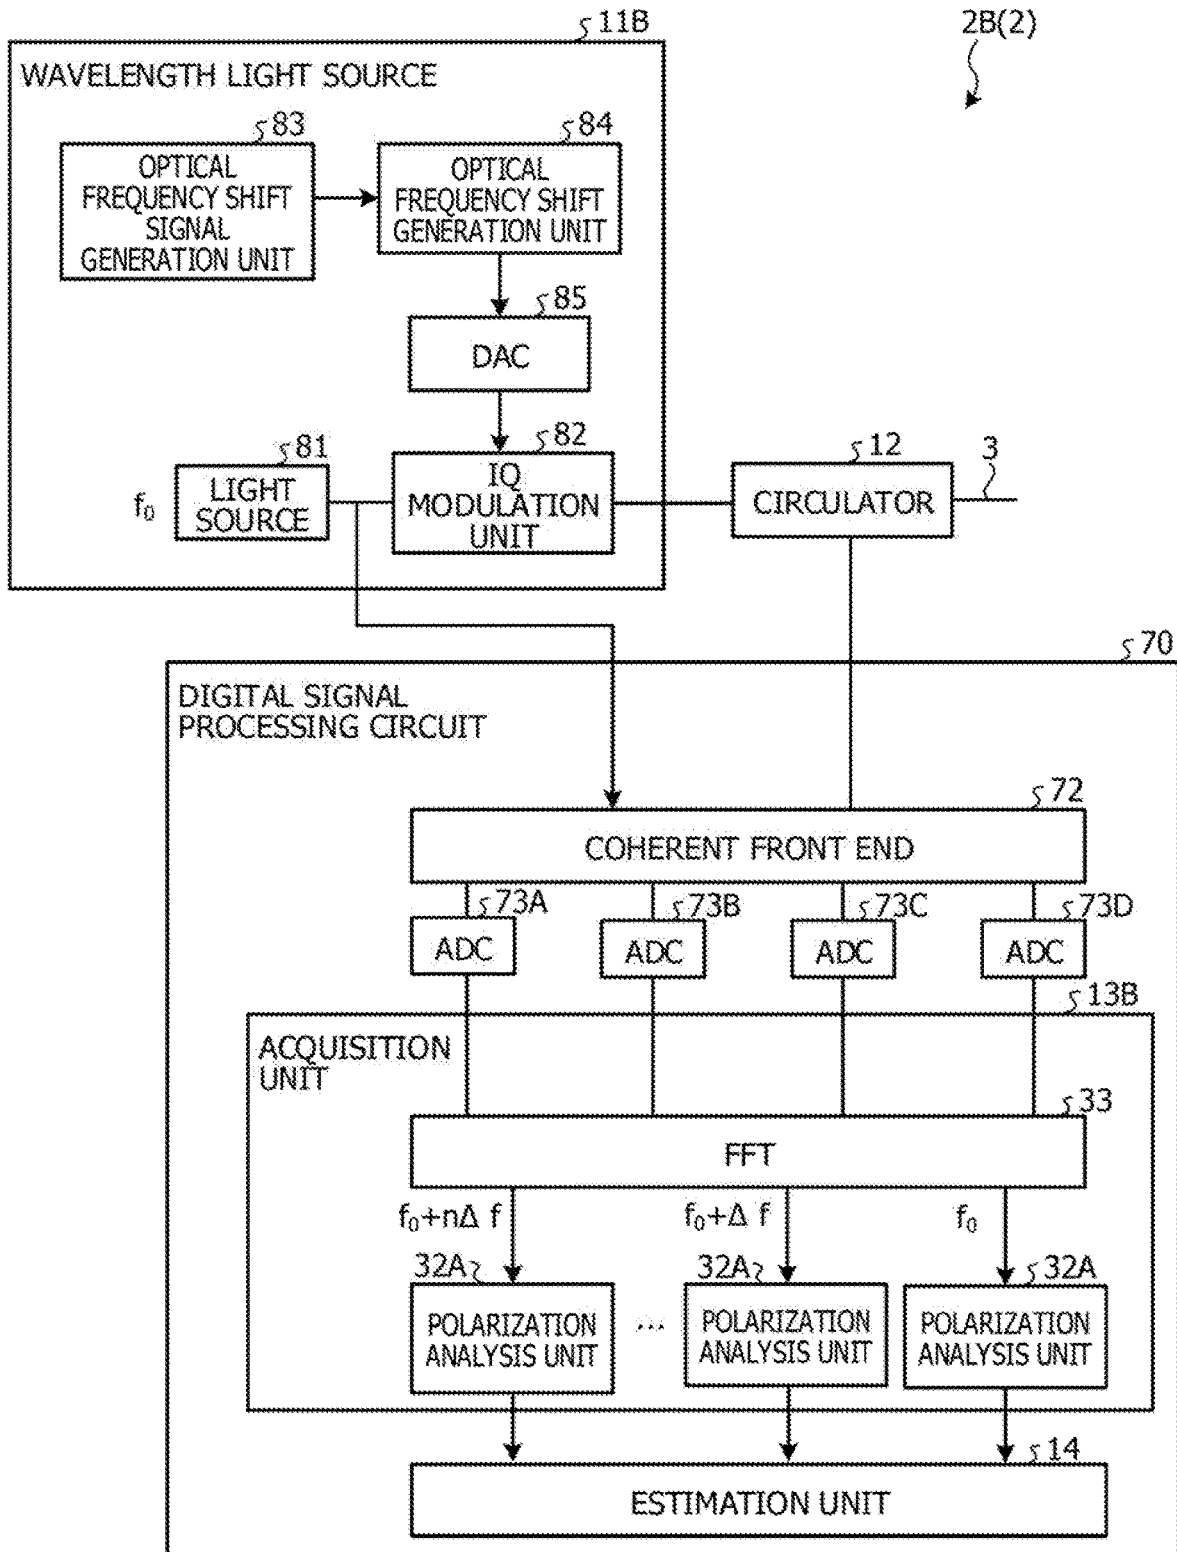 11B
2B(2)
WAVELENGTH LIGHT SOURCE
83
84
OPTICAL
FREQUENCY SHIFT
SIGNAL
GENERATION UNIT
OPTICAL
FREQUENCY SHIFT
GENERATION UNIT
85
DAC
81
82
12
3
f₀
LIGHT
SOURCE
IQ
MODULATION
UNIT
CIRCULATOR
70
DIGITAL SIGNAL
PROCESSING CIRCUIT
72
COHERENT FRONT END
73A
73B
73C
73D
ADC
ADC
ADC
ADC
13B
ACQUISITION
UNIT
33
FFT
f₀+nΔ f
f₀+Δ f
f₀
32A
32A
32A
POLARIZATION
ANALYSIS UNIT
...
POLARIZATION
ANALYSIS UNIT
POLARIZATION
ANALYSIS UNIT
14
ESTIMATION UNIT